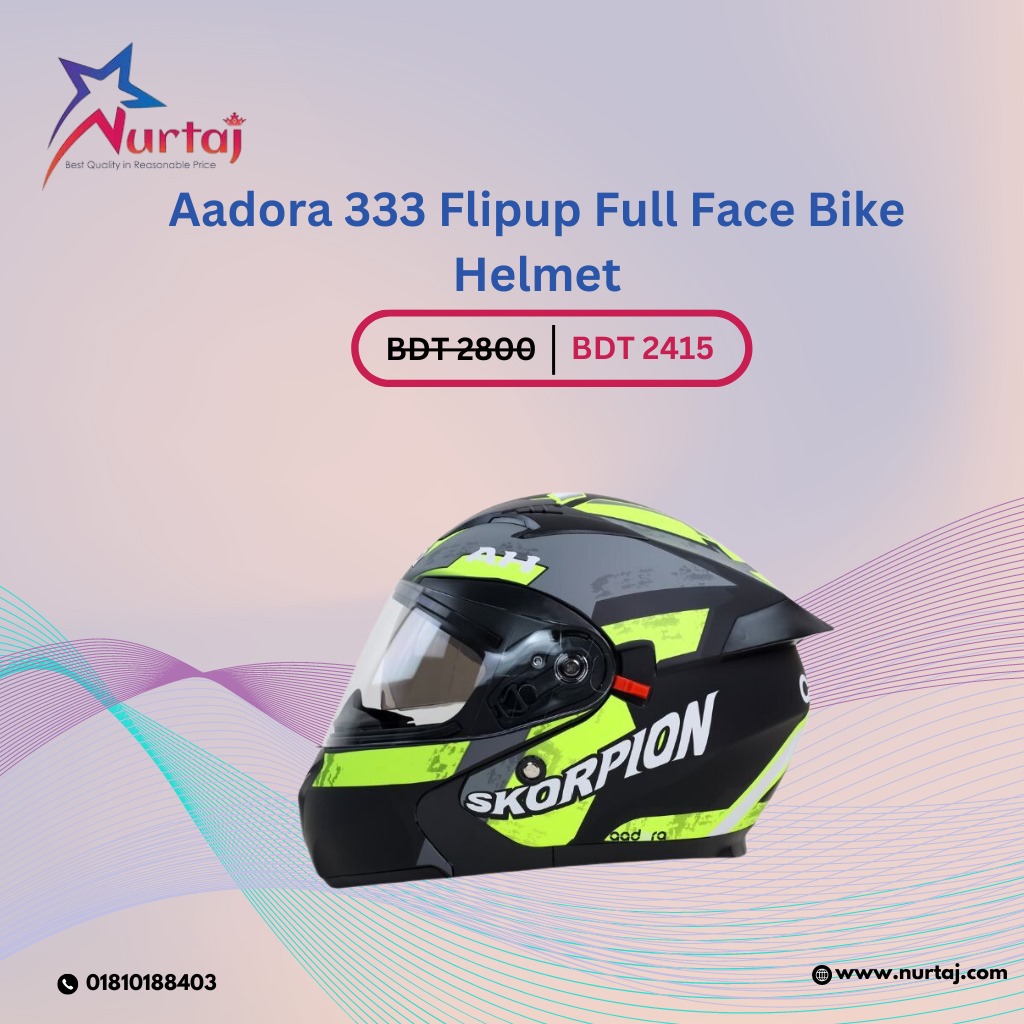 Nurtaj
Best Quality in Reasonable Price
Aadora 333 Flipup Full Face Bike
Helmet
BDT 2800 | BDT 2415
AH
SKORPION
aadora
01810188403
www.nurtaj.com